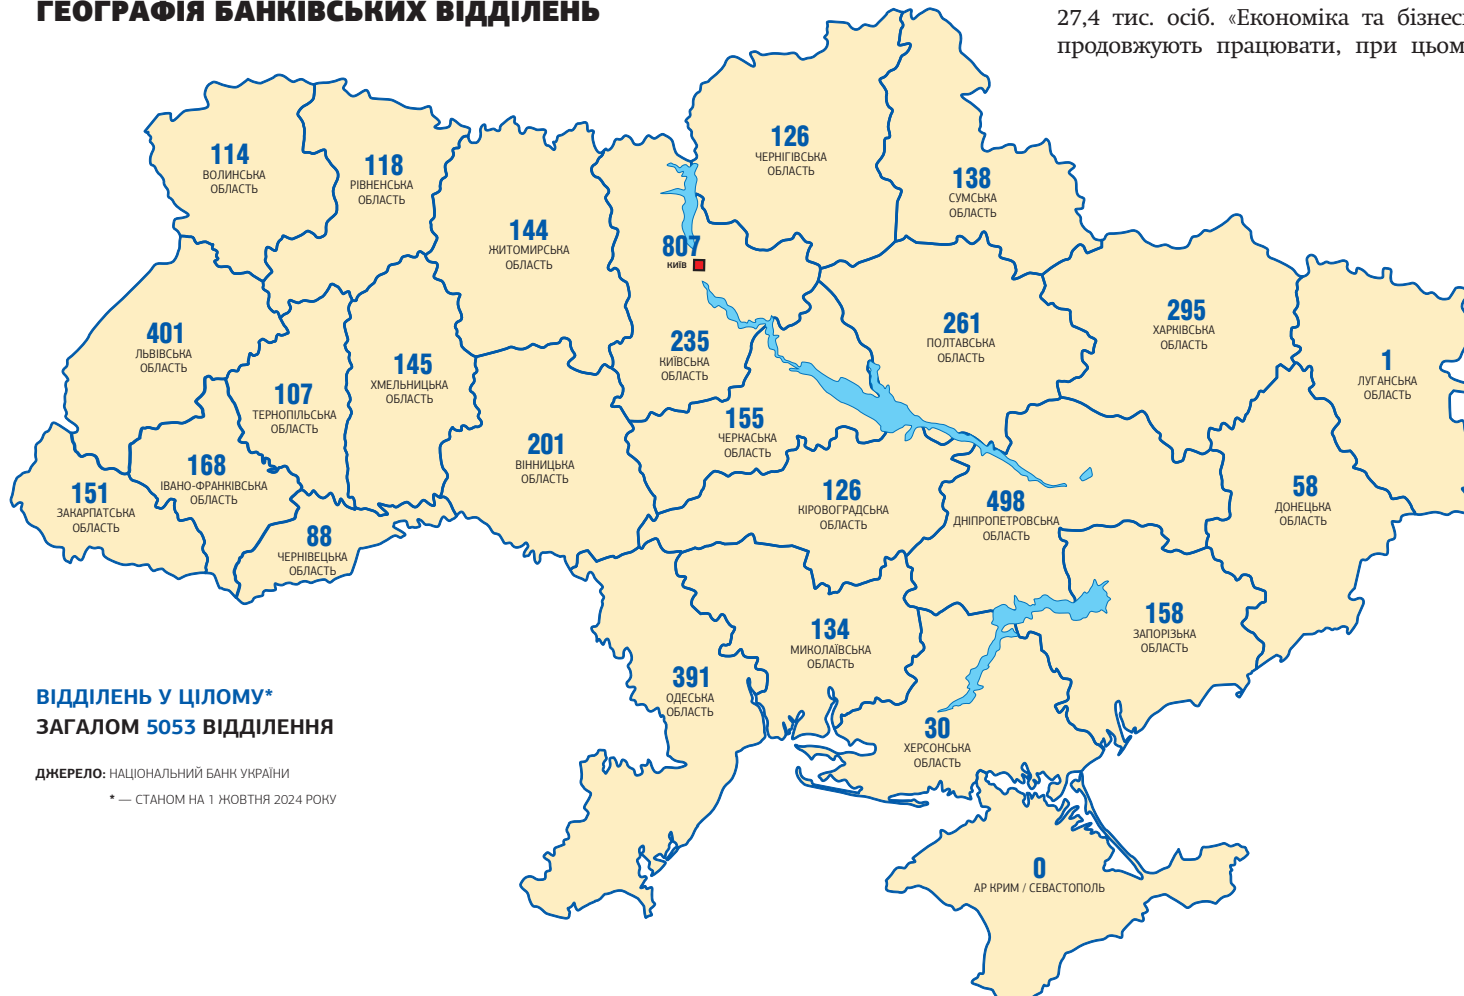 ГЕОГРАФІЯ БАНКІВСЬКИХ ВІДДІЛЕНЬ
27,4 тис. осіб. «Економіка та бізнес
продовжують працювати, при цьом
126
ЧЕРНІГІВСЬКА
ОБЛАСТЬ
114
ВОЛИНСЬКА
ОБЛАСТЬ
118
РІВНЕНСЬКА
ОБЛАСТЬ
138
СУМСЬКА
ОБЛАСТЬ
144
ЖИТОМИРСЬКА
ОБЛАСТЬ
807
КИЇВ
401
ЛЬВІВСЬКА
ОБЛАСТЬ
235
КИЇВСЬКА
ОБЛАСТЬ
261
ПОЛТАВСЬКА
ОБЛАСТЬ
295
ХАРКІВСЬКА
ОБЛАСТЬ
1
ЛУГАНСЬКА
ОБЛАСТЬ
145
ХМЕЛЬНИЦЬКА
ОБЛАСТЬ
107
ТЕРНОПІЛЬСЬКА
ОБЛАСТЬ
155
ЧЕРКАСЬКА
ОБЛАСТЬ
201
ВІННИЦЬКА
ОБЛАСТЬ
168
ІВАНО-ФРАНКІВСЬКА
ОБЛАСТЬ
151
ЗАКАРПАТСЬКА
ОБЛАСТЬ
126
КІРОВОГРАДСЬКА
ОБЛАСТЬ
498
ДНІПРОПЕТРОВСЬКА
ОБЛАСТЬ
58
ДОНЕЦЬКА
ОБЛАСТЬ
88
ЧЕРНІВЕЦЬКА
ОБЛАСТЬ
134
МИКОЛАЇВСЬКА
ОБЛАСТЬ
158
ЗАПОРІЗЬКА
ОБЛАСТЬ
391
ОДЕСЬКА
ОБЛАСТЬ
30
ХЕРСОНСЬКА
ОБЛАСТЬ
0
АР КРИМ / СЕВАСТОПОЛЬ
ВІДДІЛЕНЬ У ЦІЛОМУ*
ЗАГАЛОМ 5053 ВІДДІЛЕННЯ
ДЖЕРЕЛО: НАЦІОНАЛЬНИЙ БАНК УКРАЇНИ
* — СТАНОМ НА 1 ЖОВТНЯ 2024 РОКУ